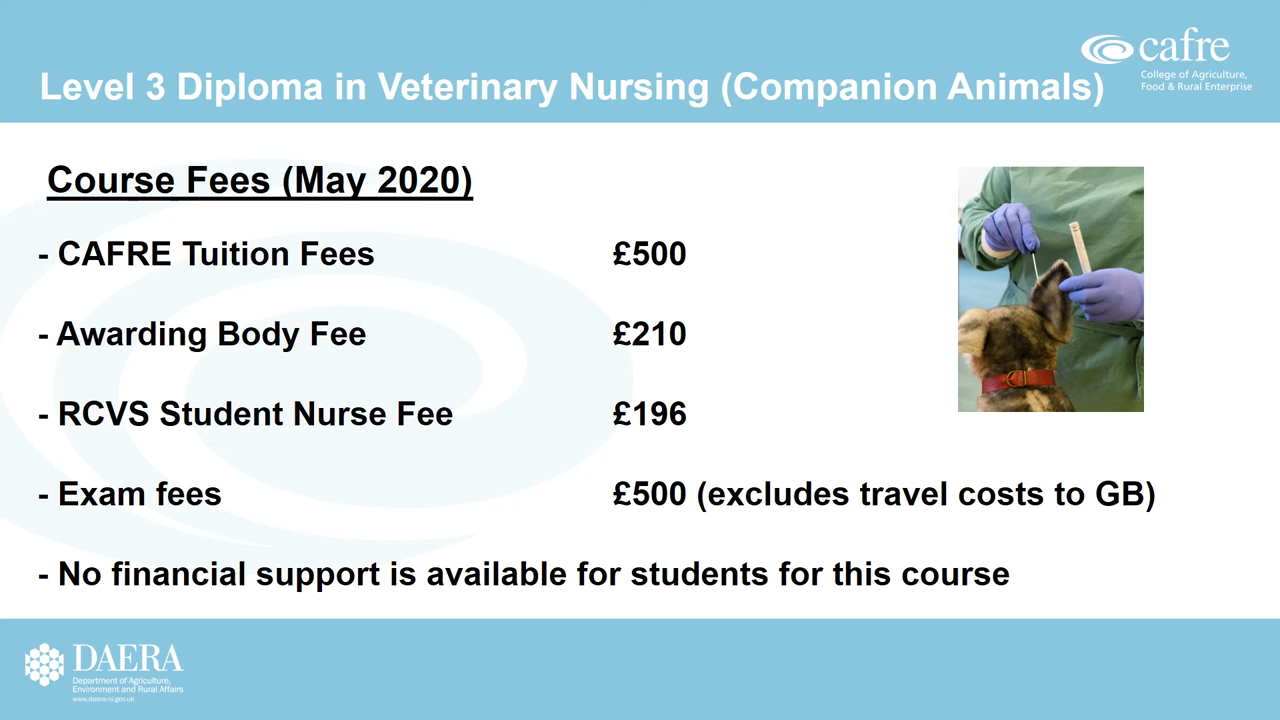 cafre
College of Agriculture,
Food & Rural Enterprise
Level 3 Diploma in Veterinary Nursing (Companion Animals)
Course Fees (May 2020)
- CAFRE Tuition Fees £500
- Awarding Body Fee £210
- RCVS Student Nurse Fee £196
- Exam fees £500 (excludes travel costs to GB)
- No financial support is available for students for this course
DAERA
Department of Agriculture,
Environment and Rural Affairs
www.daera-ni.gov.uk